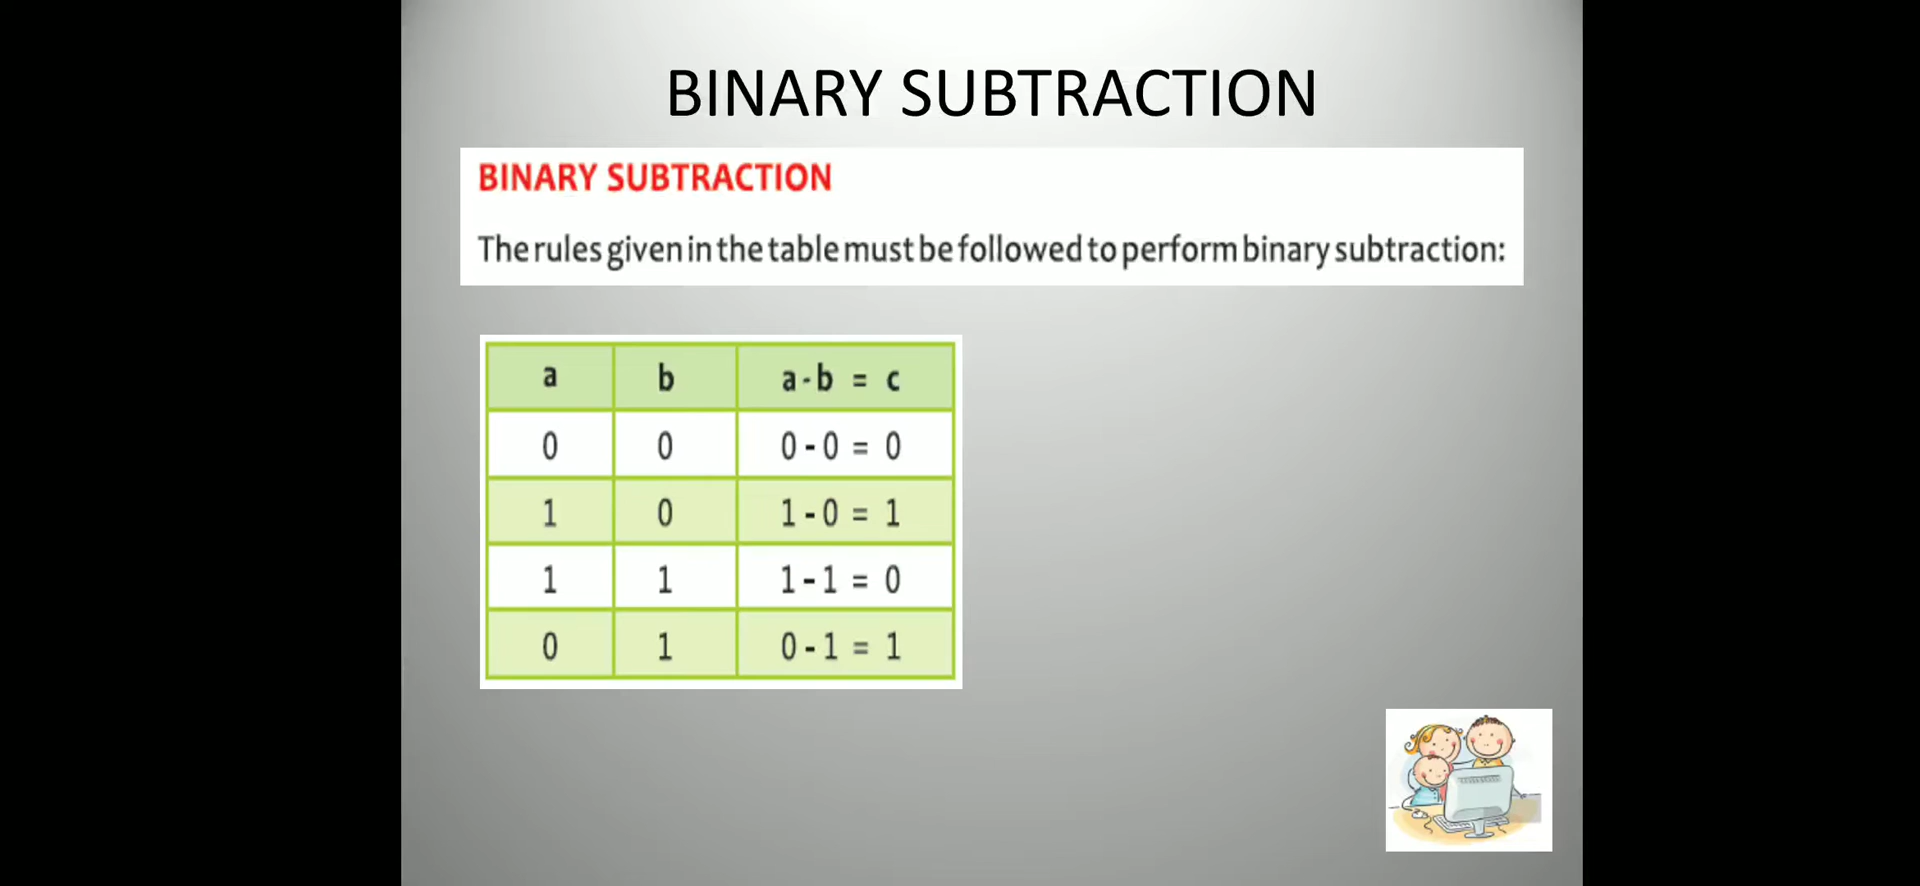 BINARY SUBTRACTION
BINARY SUBTRACTION
The rules given in the table must be followed to perform binary subtraction:
a b a - b = c
0 0 0 - 0 = 0
1 0 1 - 0 = 1
1 1 1 - 1 = 0
0 1 0 - 1 = 1